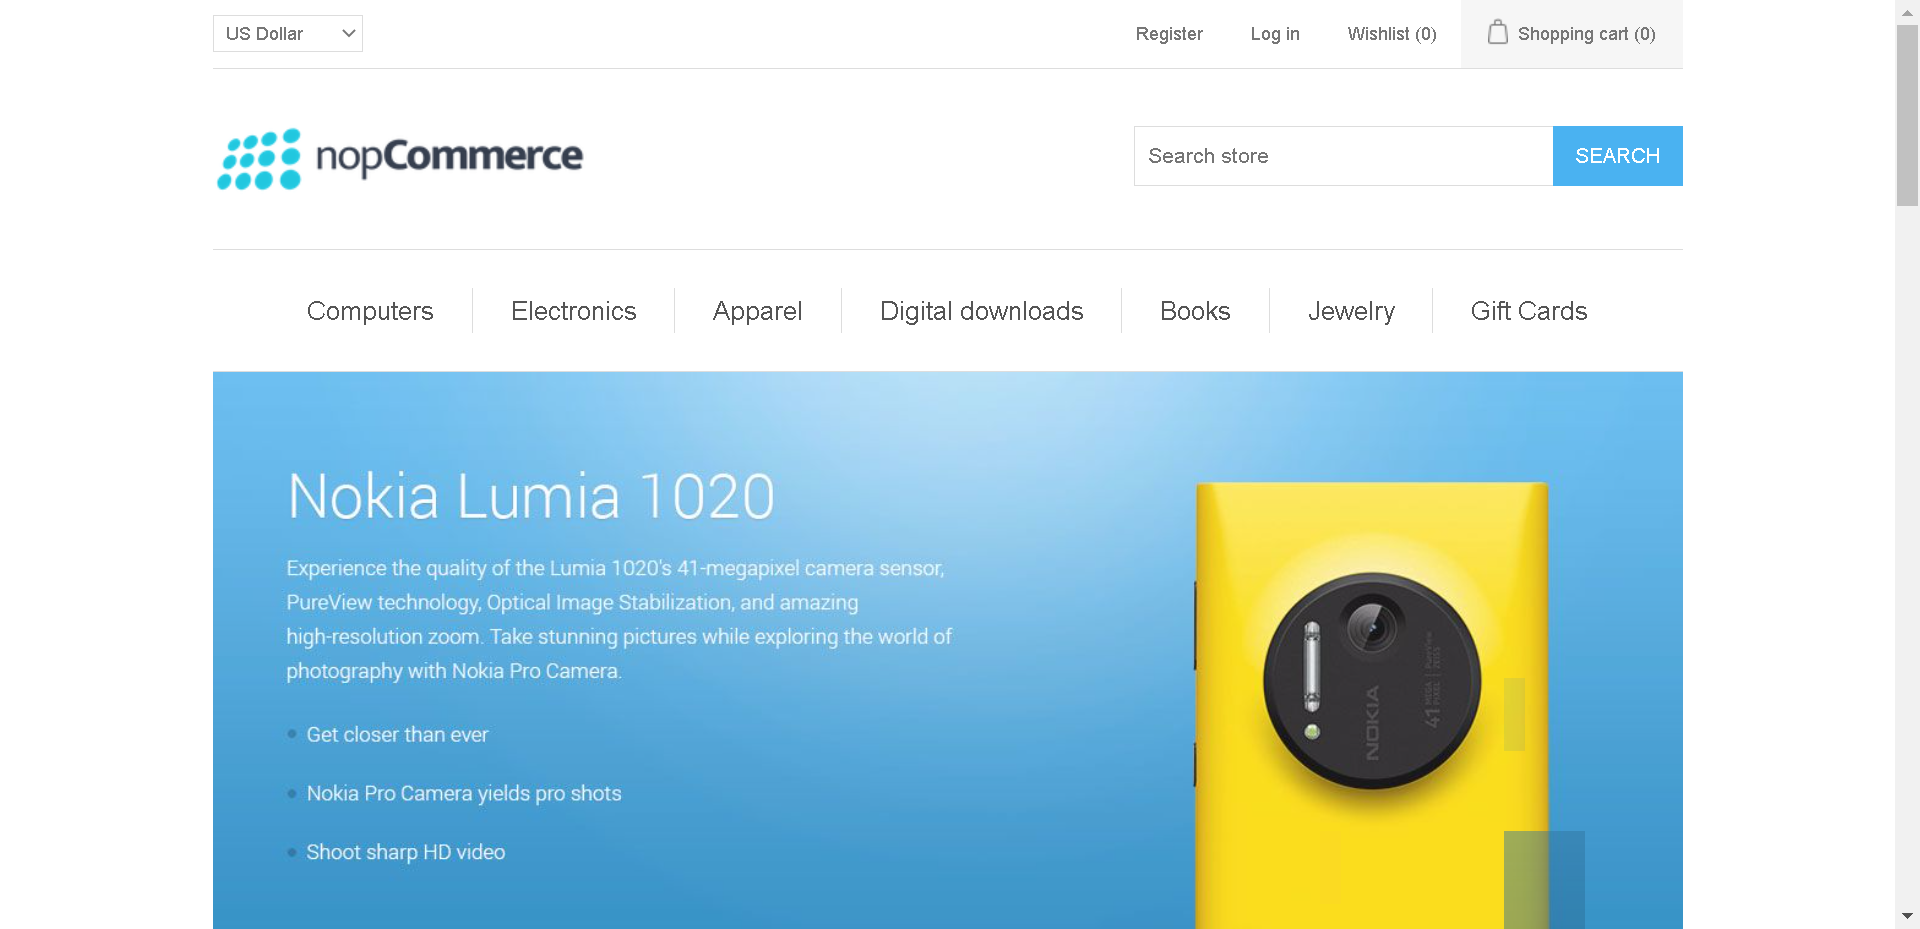 US Dollar
Register
Log in
Wishlist (0)
Shopping cart (0)
nopCommerce
Search store
SEARCH
Computers
Electronics
Apparel
Digital downloads
Books
Jewelry
Gift Cards
Nokia Lumia 1020
Experience the quality of the Lumia 1020's 41-megapixel camera sensor,
PureView technology, Optical Image Stabilization, and amazing
high-resolution zoom. Take stunning pictures while exploring the world of
photography with Nokia Pro Camera.
Get closer than ever
Nokia Pro Camera yields pro shots
Shoot sharp HD video
NOKIA
41 MEGA PIXEL
PureView
ZEISS